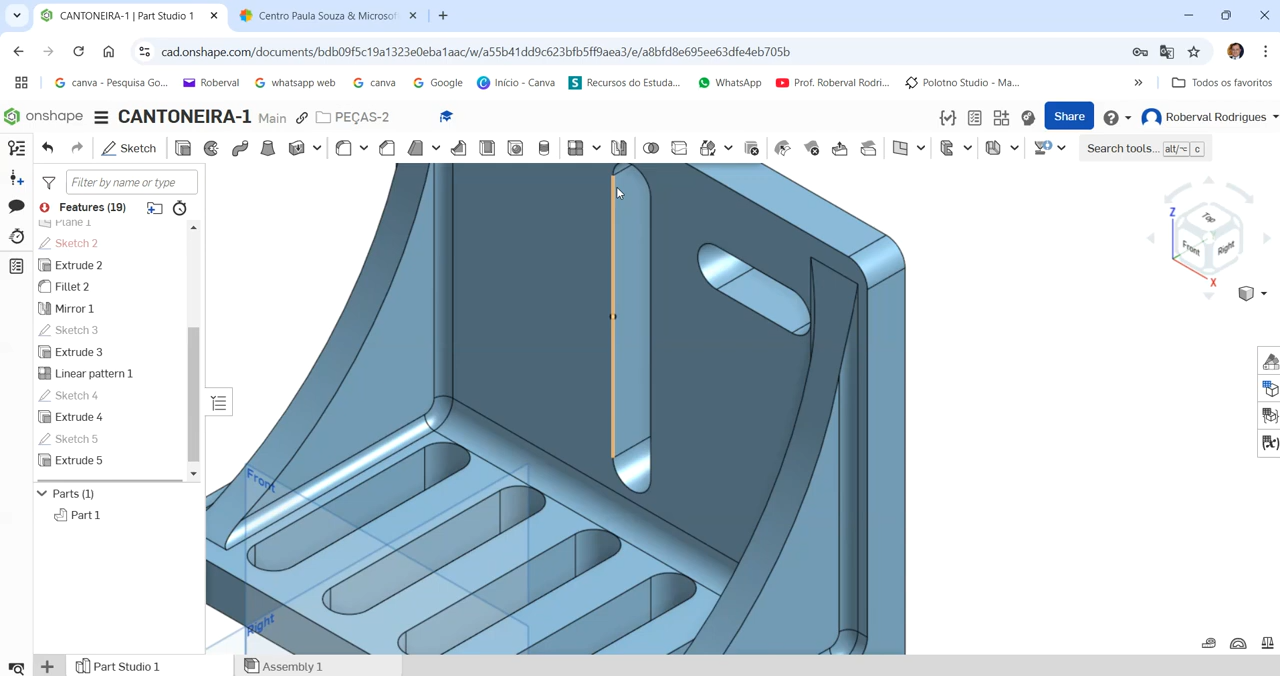 CANTONEIRA-1 | Part Studio 1
Centro Paula Souza & Microsof
cad.onshape.com/documents/bdb09f5c19a1323e0eba1aac/w/a55b41dd9c623bfb5ff9aea3/e/a8bfd8e695ee63dfe4eb705b
canva - Pesquisa Go...
Roberval
whatsapp web
canva
Google
Início - Canva
Recursos do Estuda...
WhatsApp
Prof. Roberval Rodri...
Polotno Studio - Ma...
Todos os favoritos
onshape
CANTONEIRA-1
Main
PEÇAS-2
Share
Roberval Rodrigues
Sketch
Search tools...
alt/⌥
c
Filter by name or type
Features (19)
Plane 1
Sketch 2
Extrude 2
Fillet 2
Mirror 1
Sketch 3
Extrude 3
Linear pattern 1
Sketch 4
Extrude 4
Sketch 5
Extrude 5
Parts (1)
Part 1
Front
Right
Z
Top
Front
Right
X
Part Studio 1
Assembly 1